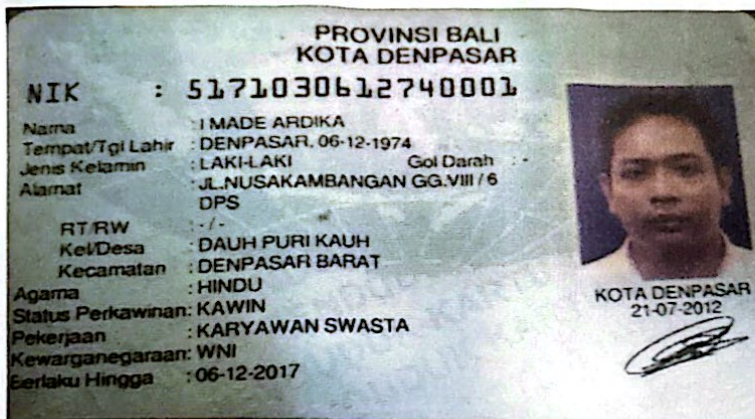 PROVINSI BALI
KOTA DENPASAR
NIK : 5171030612740001
Nama : I MADE ARDIKA
Tempat/Tgl Lahir : DENPASAR, 06-12-1974
Jenis Kelamin : LAKI-LAKI Gol Darah : -
Alamat : JL.NUSAKAMBANGAN GG.VIII / 6
DPS
RT/RW : - / -
Kel/Desa : DAUH PURI KAUH
Kecamatan : DENPASAR BARAT
Agama : HINDU
Status Perkawinan: KAWIN
Pekerjaan : KARYAWAN SWASTA
Kewarganegaraan: WNI
Berlaku Hingga : 06-12-2017
KOTA DENPASAR
21-07-2012